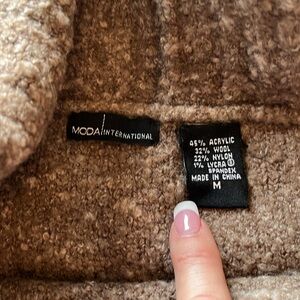 MODA INTERNATIONAL
45% ACRYLIC
32% WOOL
22% NYLON
1% LYCRA ®
SPANDEX
MADE IN CHINA
M